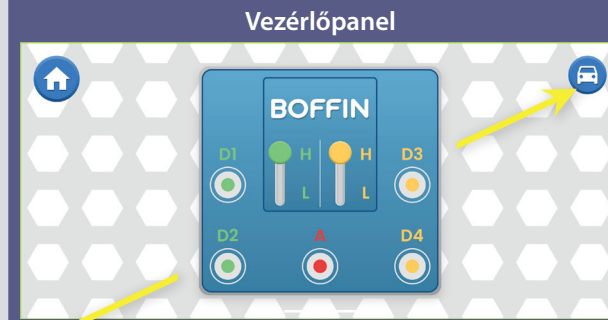 Vezérlőpanel
BOFFIN
D1 H H D3
L L
D2 A D4